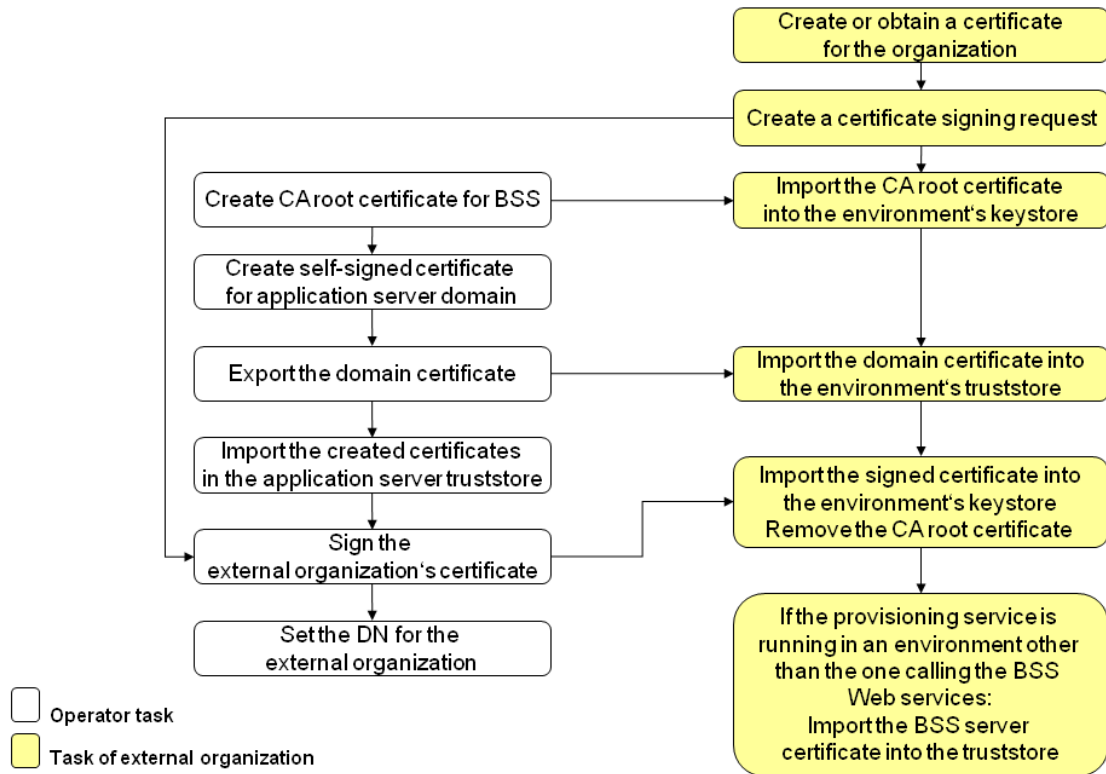 Create or obtain a certificate
for the organization
Create a certificate signing request
Create CA root certificate for BSS
Import the CA root certificate
into the environment‘s keystore
Create self-signed certificate
for application server domain
Export the domain certificate
Import the domain certificate into
the environment‘s truststore
Import the created certificates
in the application server truststore
Import the signed certificate into
the environment‘s keystore
Remove the CA root certificate
Sign the
external organization‘s certificate
Set the DN for the
external organization
If the provisioning service is
running in an environment other
than the one calling the BSS
Web services:
Import the BSS server
certificate into the truststore
Operator task
Task of external organization